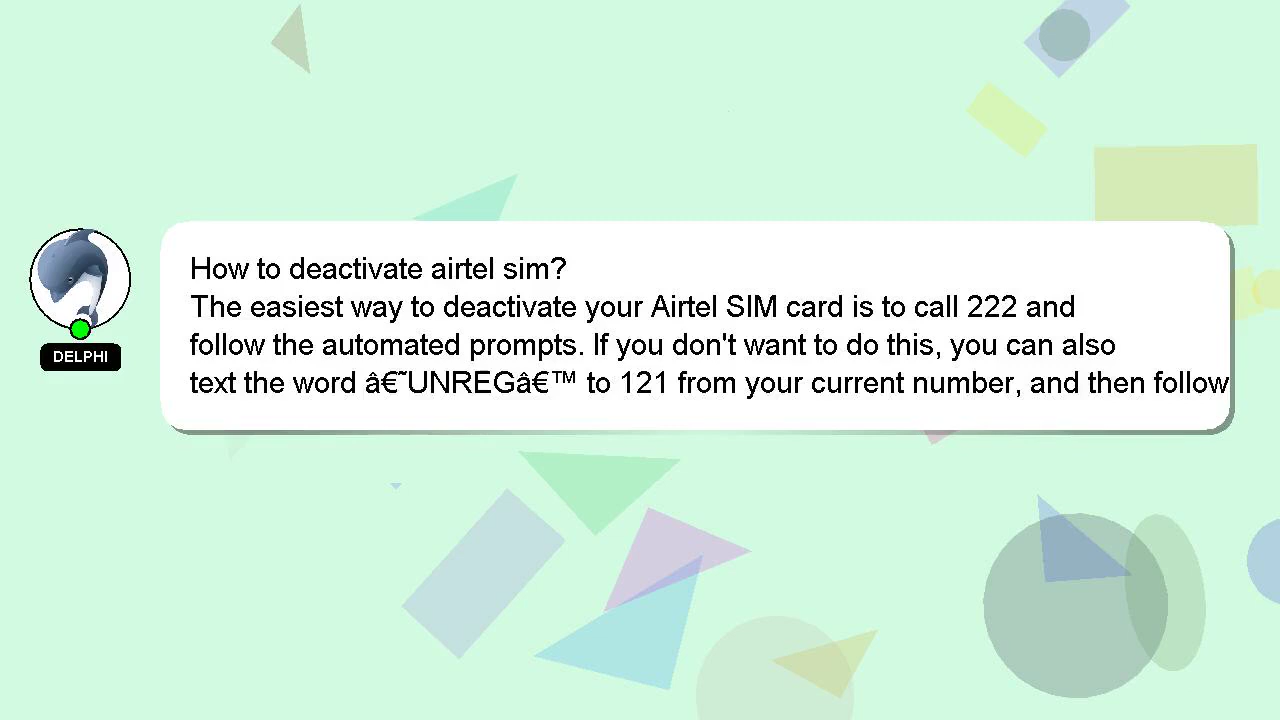 How to deactivate airtel sim?
The easiest way to deactivate your Airtel SIM card is to call 222 and
follow the automated prompts. If you don't want to do this, you can also
text the word â€˜UNREGâ€™ to 121 from your current number, and then follow
DELPHI